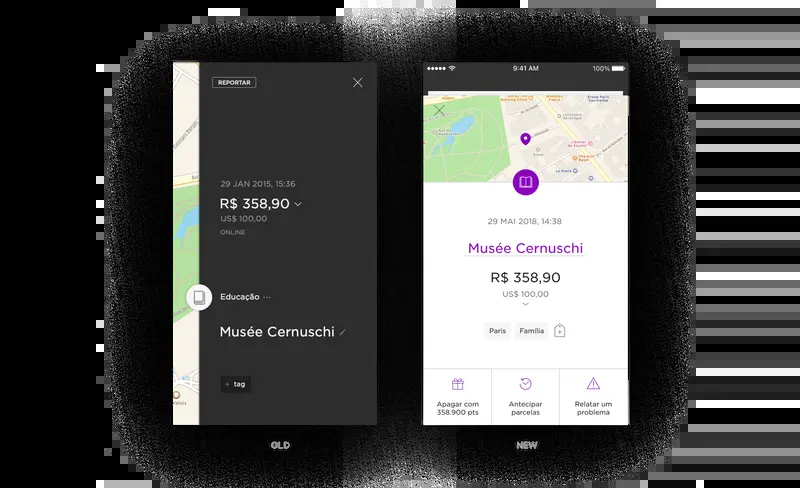 REPORTAR
29 JAN 2015, 15:36
R$ 358,90
US$ 100,00
ONLINE
Educação ...
Musée Cernuschi
+ tag
OLD
9:41 AM
100%
29 MAI 2018, 14:38
Musée Cernuschi
R$ 358,90
US$ 100,00
Paris
Família
Apagar com
358.900 pts
Antecipar
parcelas
Relatar um
problema
NEW